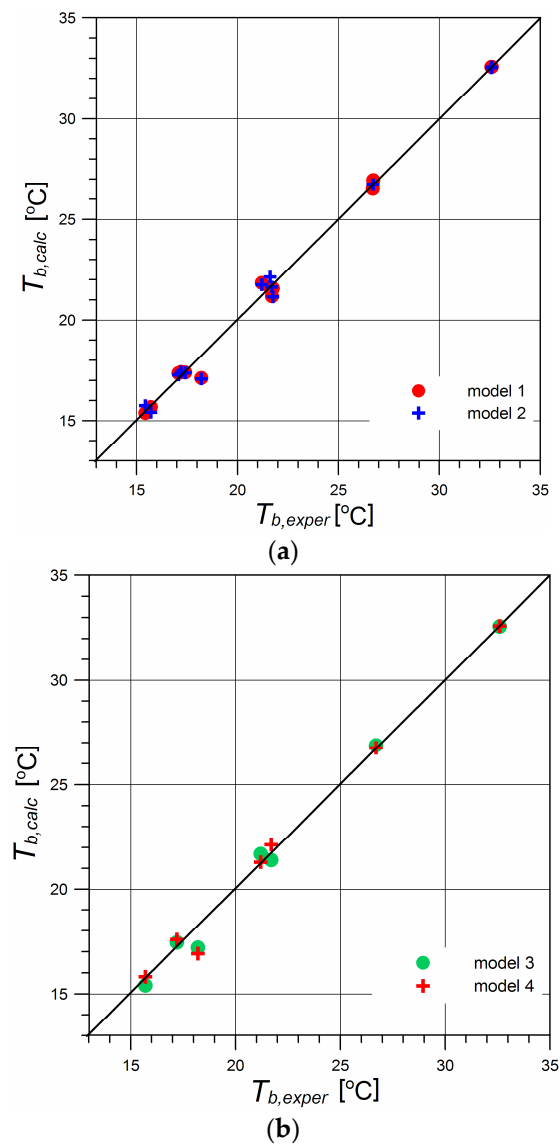 35
30
25
20
15
T_b,calc [°C]
15 20 25 30 35
T_b,exper [°C]
model 1
model 2
(a)
35
30
25
20
15
T_b,calc [°C]
15 20 25 30 35
T_b,exper [°C]
model 3
model 4
(b)